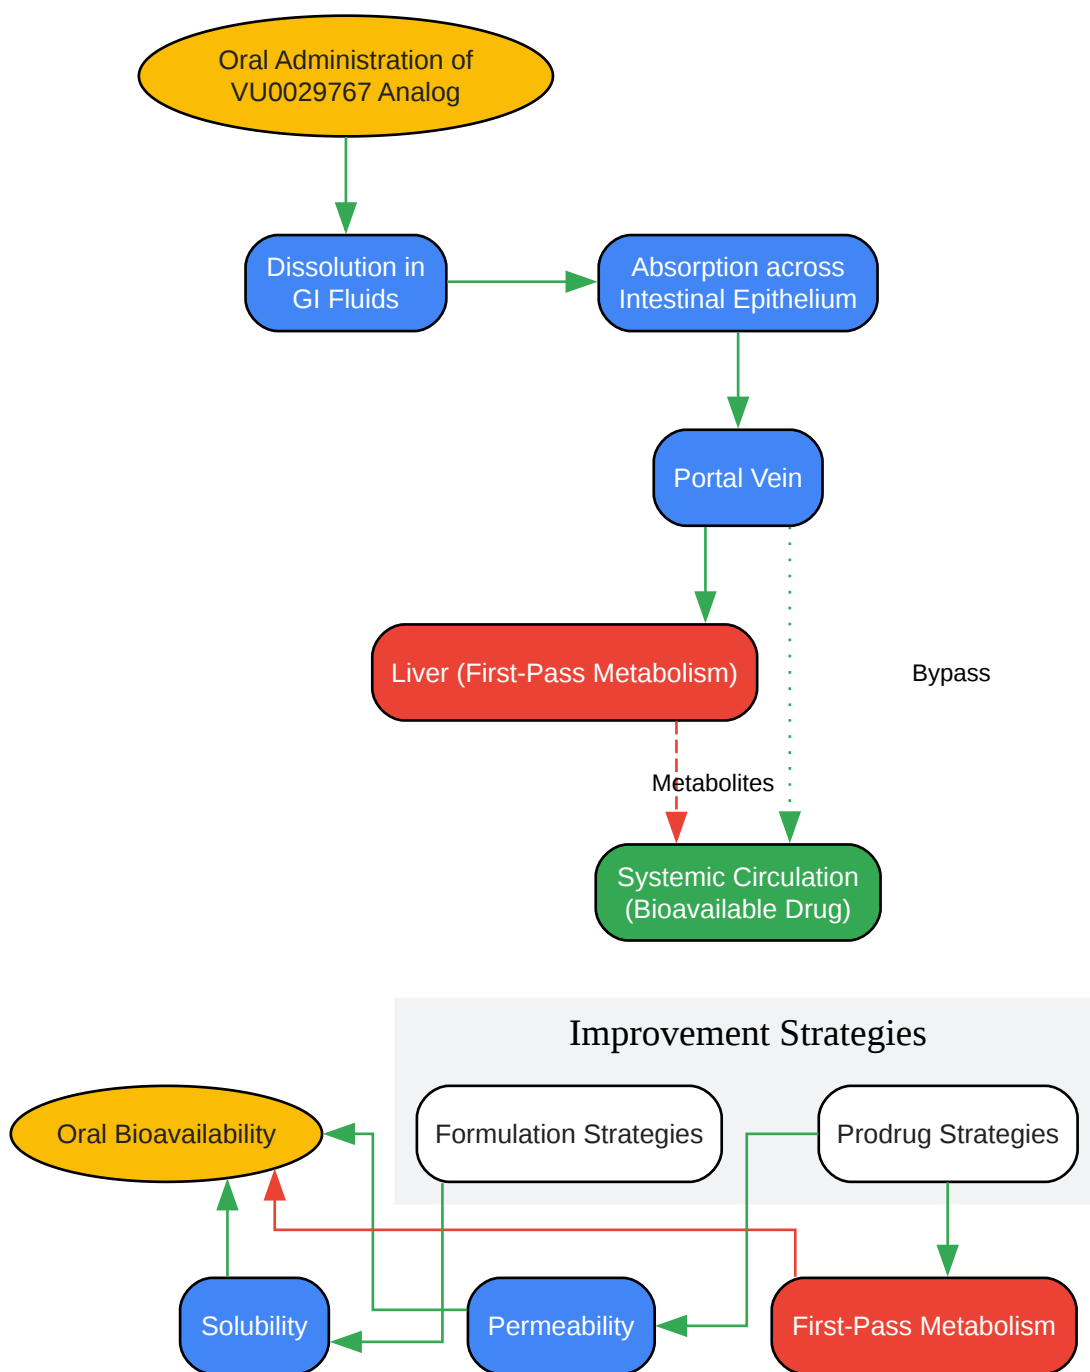 Oral Administration of
VU0029767 Analog
Dissolution in
GI Fluids
Absorption across
Intestinal Epithelium
Portal Vein
Liver (First-Pass Metabolism)
Bypass
Metabolites
Systemic Circulation
(Bioavailable Drug)
Improvement Strategies
Oral Bioavailability
Formulation Strategies
Prodrug Strategies
Solubility
Permeability
First-Pass Metabolism